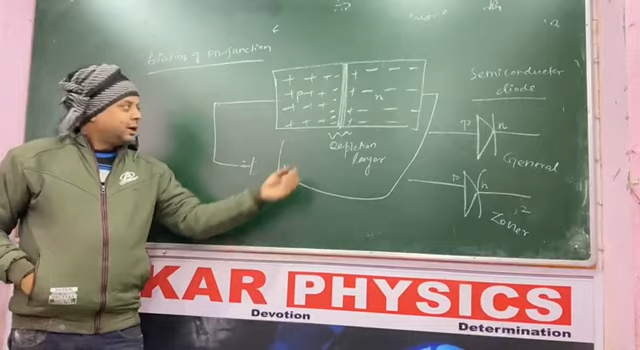 Biasing of PN-junction
+ + + + - - -
+ + + + - - -
p n
+ + + + - - -
+ + + + - - -
Depletion
layer
Semiconductor
diode
p n
General
p n
Zener
KAR PHYSICS
Devotion
Determination